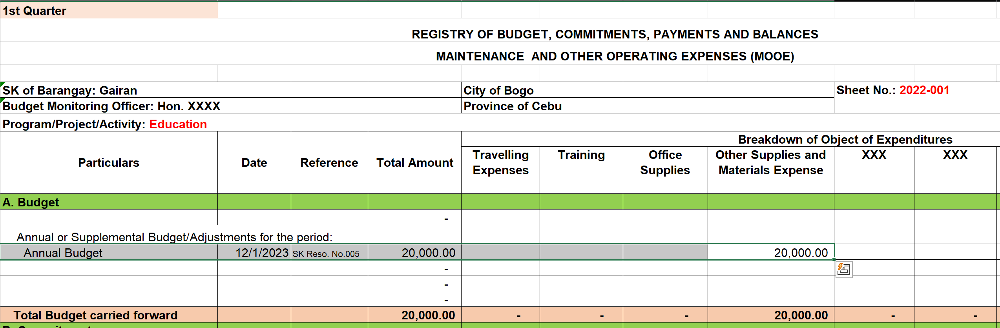 1st Quarter
REGISTRY OF BUDGET, COMMITMENTS, PAYMENTS AND BALANCES
MAINTENANCE  AND OTHER OPERATING EXPENSES (MOOE)
SK of Barangay: Gairan
City of Bogo
Sheet No.: 2022-001
Budget Monitoring Officer: Hon. XXXX
Province of Cebu
Program/Project/Activity: Education
Breakdown of Object of Expenditures
Particulars
Date
Reference
Total Amount
Travelling
Expenses
Training
Office
Supplies
Other Supplies and
Materials Expense
XXX
XXX
A. Budget
-
Annual or Supplemental Budget/Adjustments for the period:
Annual Budget 12/1/2023 SK Reso. No.005 20,000.00 20,000.00
-
-
-
Total Budget carried forward 20,000.00 - - - 20,000.00 - -